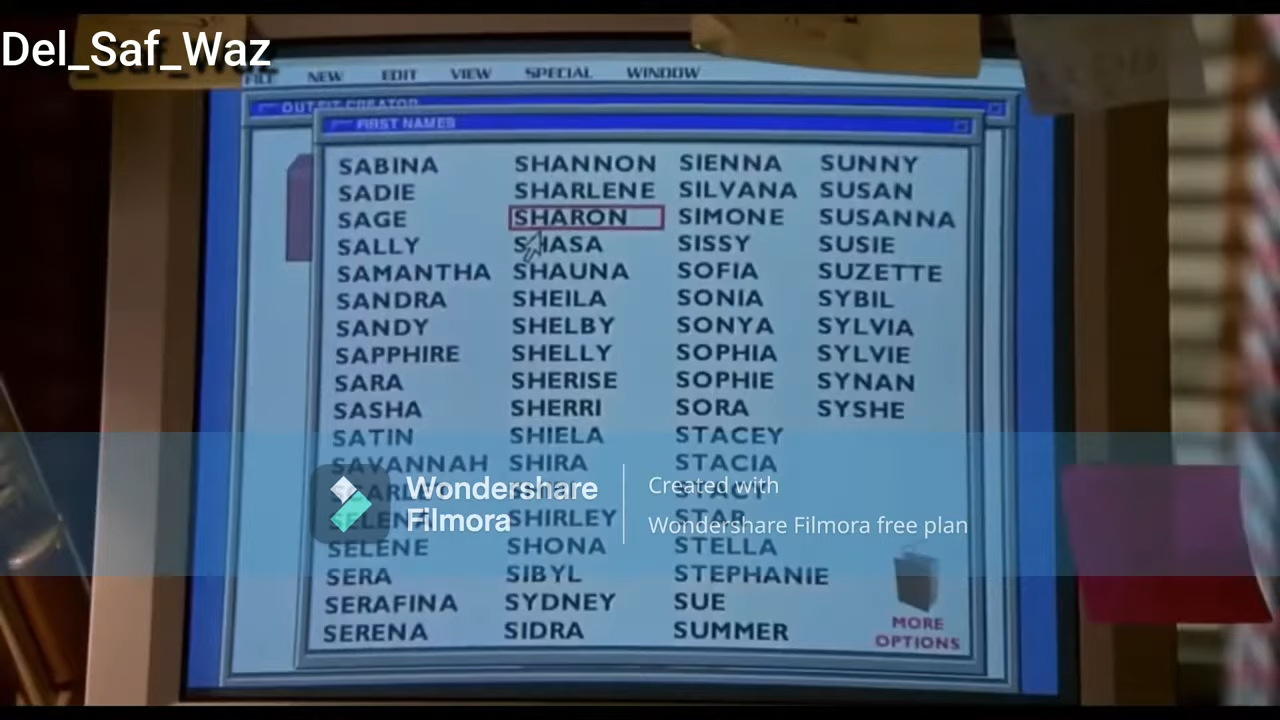 Del_Saf_Waz
FILE NEW EDIT VIEW SPECIAL WINDOW
OUTFIT CREATOR
FIRST NAMES
SABINA
SADIE
SAGE
SALLY
SAMANTHA
SANDRA
SANDY
SAPPHIRE
SARA
SASHA
SATIN
SAVANNAH
SELENE
SERA
SERAFINA
SERENA
SHANNON
SHARLENE
SHARON
SHASA
SHAUNA
SHEILA
SHELBY
SHELLY
SHERISE
SHERRI
SHIELA
SHIRA
SHIRLEY
SHONA
SIBYL
SYDNEY
SIDRA
SIENNA
SILVANA
SIMONE
SISSY
SOFIA
SONIA
SONYA
SOPHIA
SOPHIE
SORA
STACEY
STACIA
STACY
STAR
STELLA
STEPHANIE
SUE
SUMMER
SUNNY
SUSAN
SUSANNA
SUSIE
SUZETTE
SYBIL
SYLVIA
SYLVIE
SYNAN
SYSHE
MORE
OPTIONS
Wondershare
Filmora
Created with
Wondershare Filmora free plan